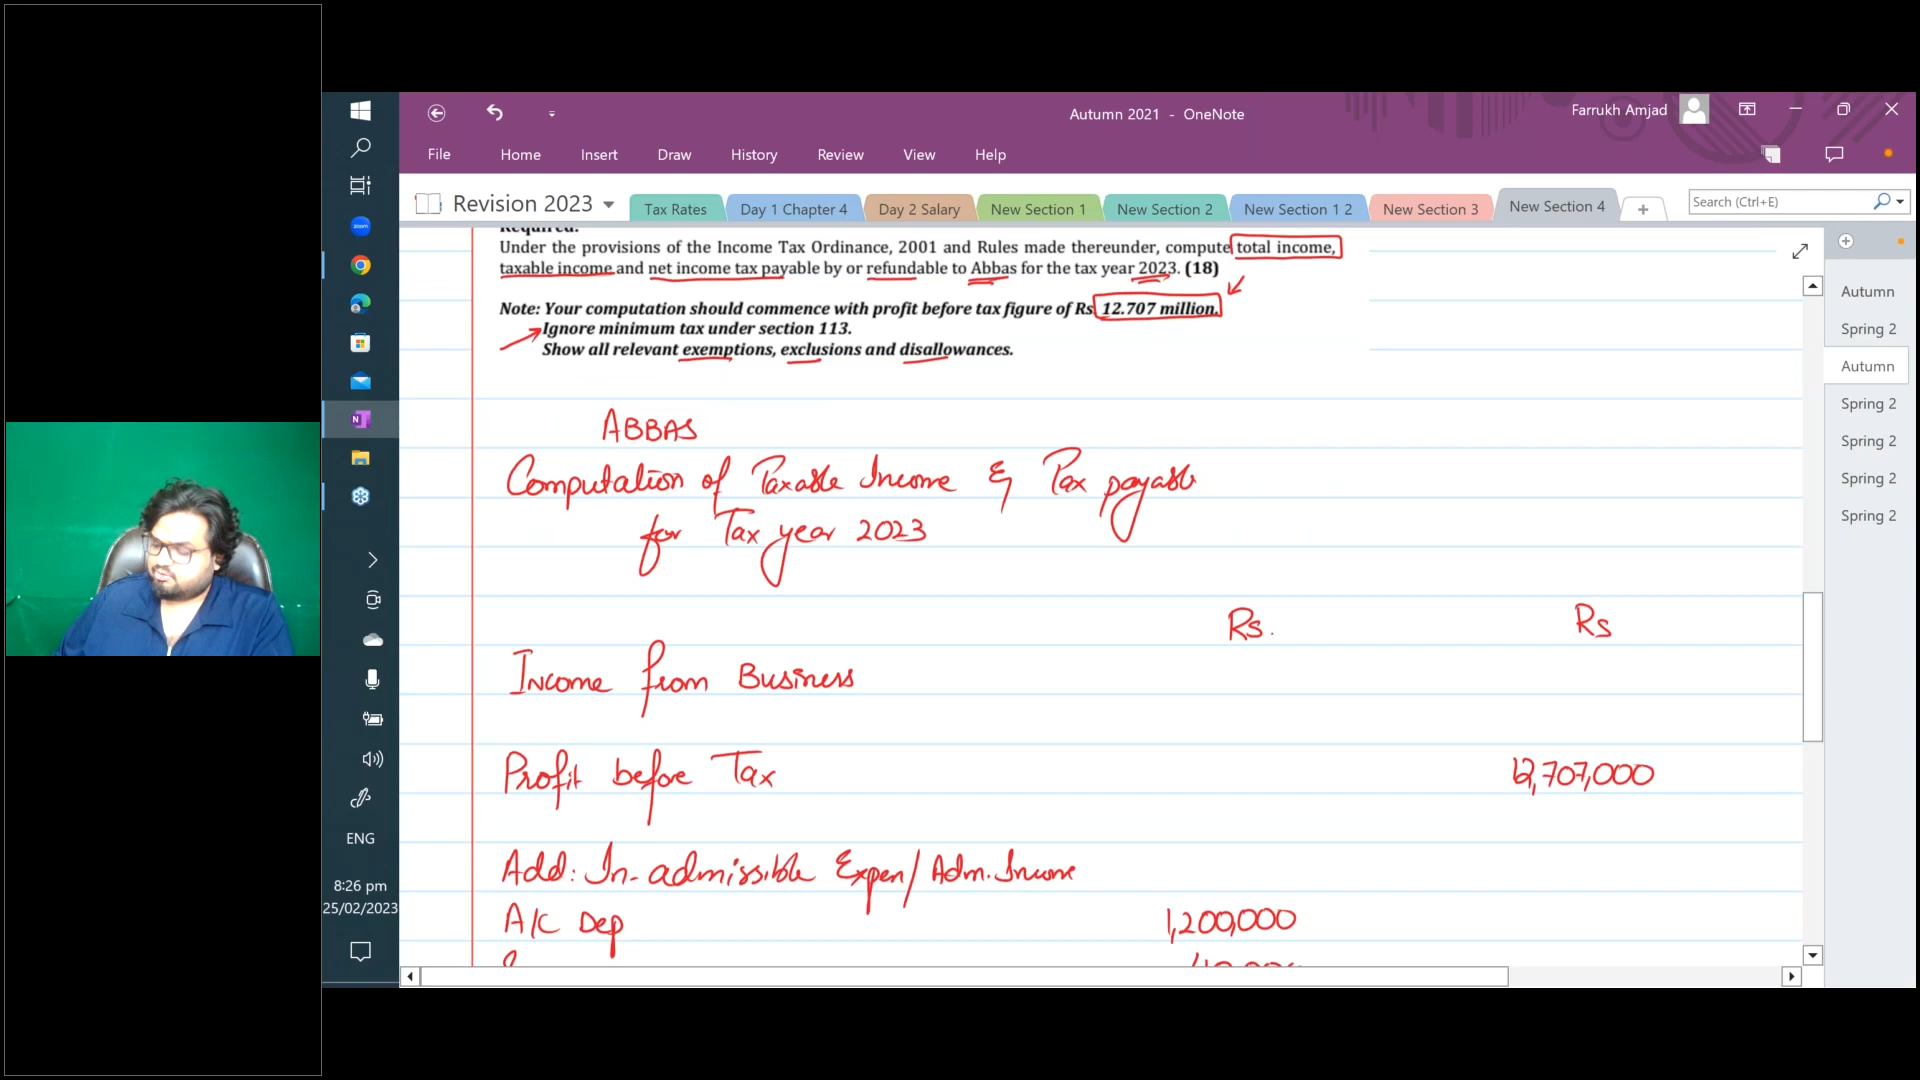 Autumn 2021 - OneNote
Farrukh Amjad
File Home Insert Draw History Review View Help
Revision 2023
Tax Rates
Day 1 Chapter 4
Day 2 Salary
New Section 1
New Section 2
New Section 1 2
New Section 3
New Section 4
Search (Ctrl+E)
Required:
Under the provisions of the Income Tax Ordinance, 2001 and Rules made thereunder, compute total income,
taxable income and net income tax payable by or refundable to Abbas for the tax year 2023. (18)
Note: Your computation should commence with profit before tax figure of Rs 12.707 million.
Ignore minimum tax under section 113.
Show all relevant exemptions, exclusions and disallowances.
ABBAS
Computation of Taxable Income & Tax payable
for Tax year 2023
Rs. Rs
Income from Business
Profit before Tax 12,707,000
Add: In-admissible Expen/Adm. Income
A/C Dep 1,200,000
Autumn
Spring 2
Autumn
Spring 2
Spring 2
Spring 2
Spring 2
zoom
N
ENG
8:26 pm
25/02/2023